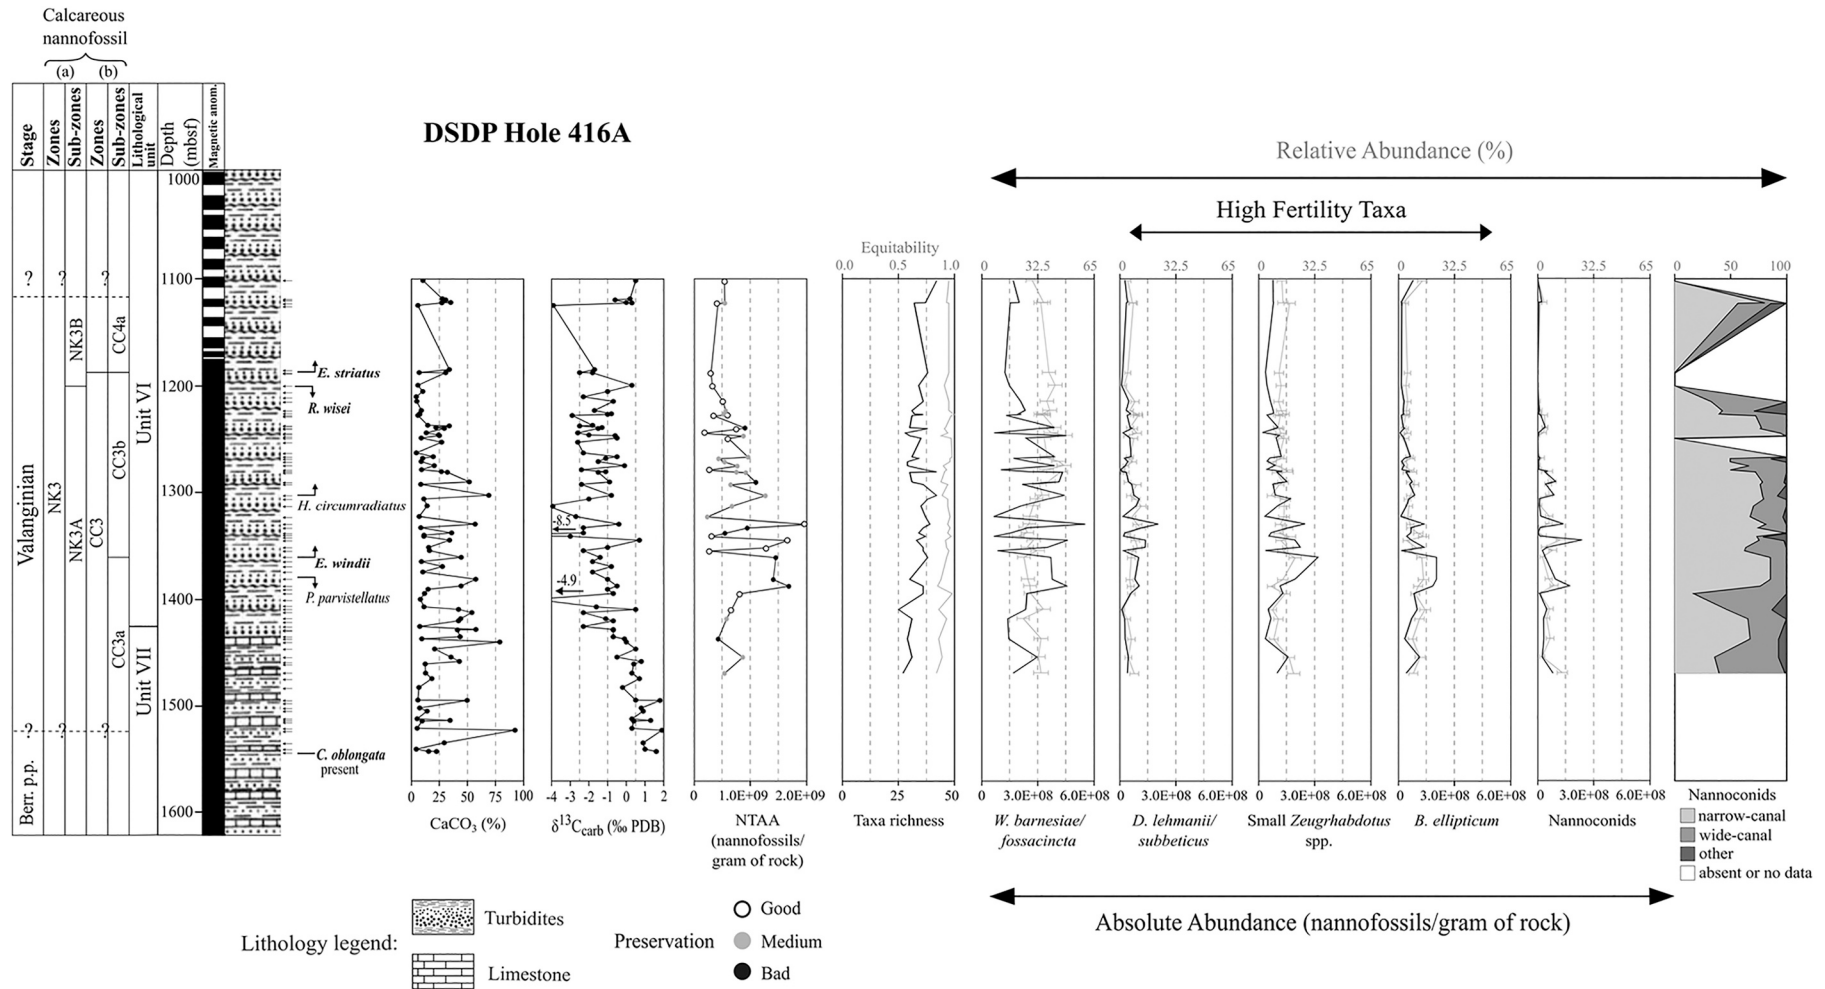 Calcareous
nannofossil
(a) (b)
Stage
Zones
Sub-zones
Zones
Sub-zones
Lithological
unit
Depth
(mbsf)
Magnetic anom.
DSDP Hole 416A
Relative Abundance (%)
High Fertility Taxa
Equitability
0.0 0.5 1.0
0 32.5 65
0 32.5 65
0 32.5 65
0 32.5 65
0 32.5 65
0 50 100
1000
1100
1200
1300
1400
1500
1600
? ? ?
Valanginian
? ? ?
Berr. p.p.
NK3
NK3B
NK3A
CC3
CC4a
CC3b
CC3a
Unit VI
Unit VII
E. striatus
R. wisei
H. circumradiatus
E. windii
P. parvistellatus
C. oblongata
present
-8.5
-4.9
0 25 50 75 100
CaCO3 (%)
-4 -3 -2 -1 0 1 2
δ13Ccarb (‰ PDB)
0 1.0E+09 2.0E+09
NTAA
(nannofossils/
gram of rock)
0 25 50
Taxa richness
0 3.0E+08 6.0E+08
W. barnesiae/
fossacincta
0 3.0E+08 6.0E+08
D. lehmanii/
subbeticus
0 3.0E+08 6.0E+08
Small Zeugrhabdotus
spp.
0 3.0E+08 6.0E+08
B. ellipticum
0 3.0E+08 6.0E+08
Nannoconids
Nannoconids
narrow-canal
wide-canal
other
absent or no data
Absolute Abundance (nannofossils/gram of rock)
Lithology legend:
Turbidites
Limestone
Preservation
Good
Medium
Bad